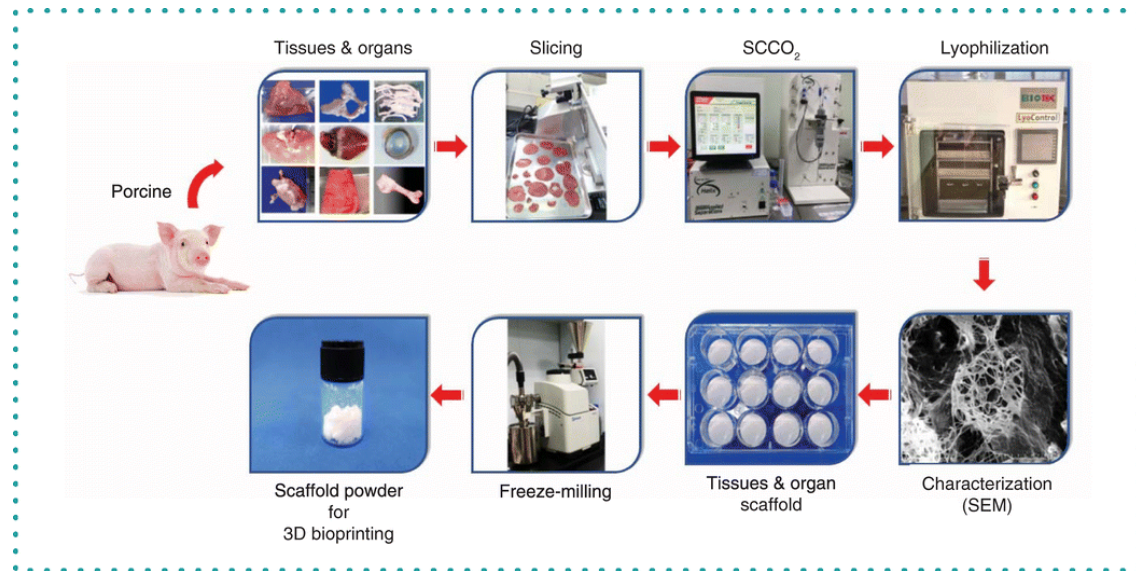 Tissues & organs
Slicing
SCCO2
Lyophilization
LyoControl
Porcine
Scaffold powder
for
3D bioprinting
Freeze-milling
Tissues & organ
scaffold
Characterization
(SEM)